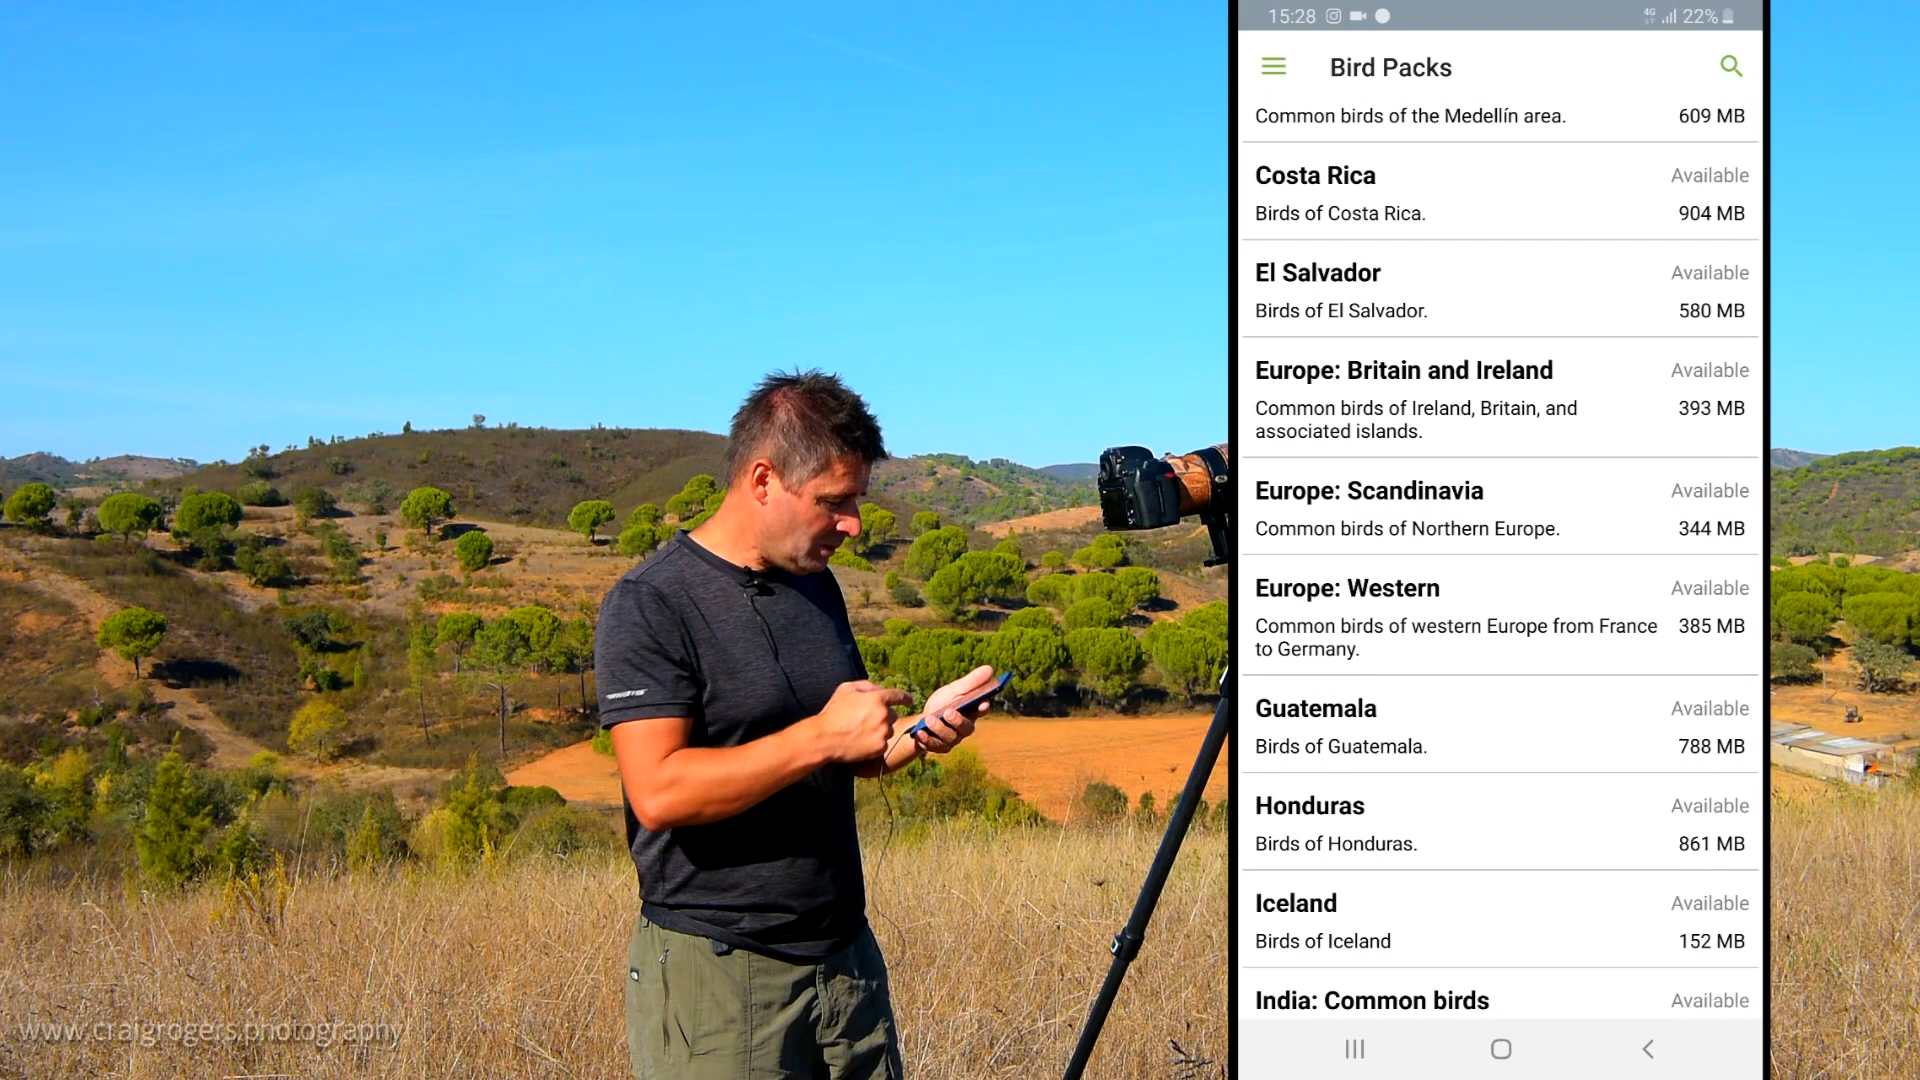 15:28
4G 22%
Bird Packs
Common birds of the Medellín area. 609 MB
Costa Rica Available
Birds of Costa Rica. 904 MB
El Salvador Available
Birds of El Salvador. 580 MB
Europe: Britain and Ireland Available
Common birds of Ireland, Britain, and 393 MB
associated islands.
Europe: Scandinavia Available
Common birds of Northern Europe. 344 MB
Europe: Western Available
Common birds of western Europe from France 385 MB
to Germany.
Guatemala Available
Birds of Guatemala. 788 MB
Honduras Available
Birds of Honduras. 861 MB
Iceland Available
Birds of Iceland 152 MB
India: Common birds Available
www.craigrogers.photography